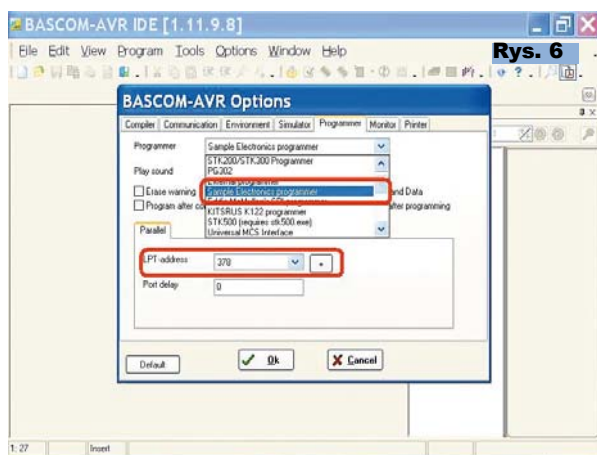 BASCOM-AVR IDE [1.11.9.8]
File Edit View Program Tools Options Window Help
Rys. 6
BASCOM-AVR Options
Compiler Communication Environment Simulator Programmer Monitor Printer
Programmer Sample Electronics programmer
STK200/STK300 Programmer
Play sound PG302
External programmer
Erase warning Sample Electronics programmer nd Data
Program after co fter programming
KITSRUS K122 programmer
STK500 (requires stk500.exe)
Parallel Universal MCS Interface
LPT-address 378 +
Port delay 0
Default Ok Cancel
1: 27 Insert